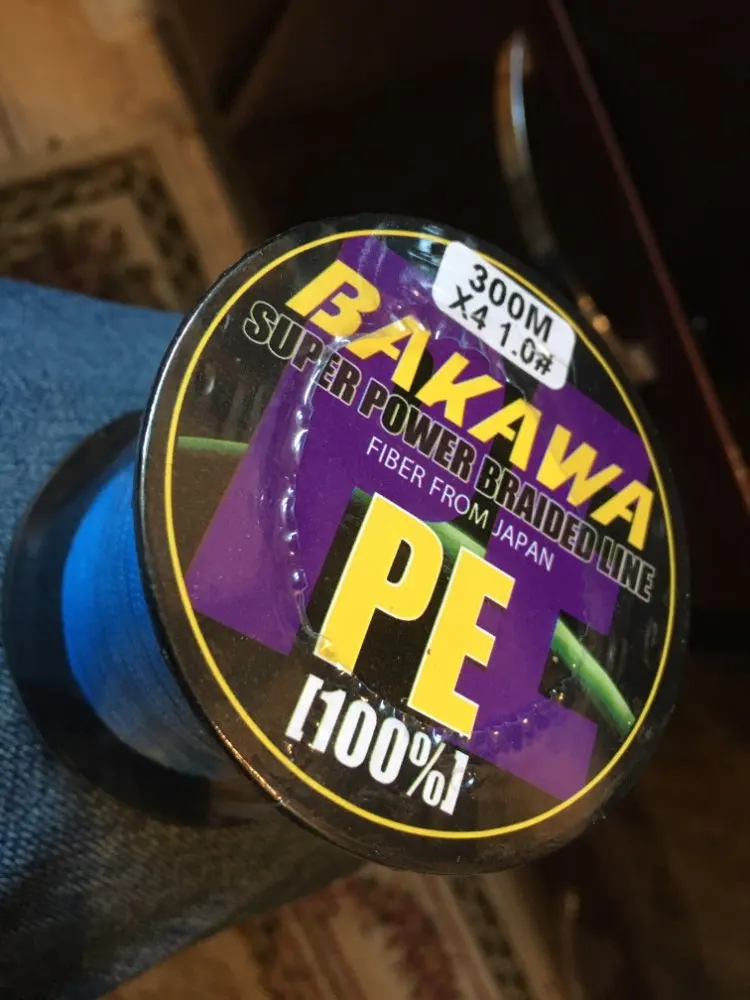 300M
X4 1.0#
BAKAWA
SUPER POWER BRAIDED LINE
FIBER FROM JAPAN
PE
[100%]